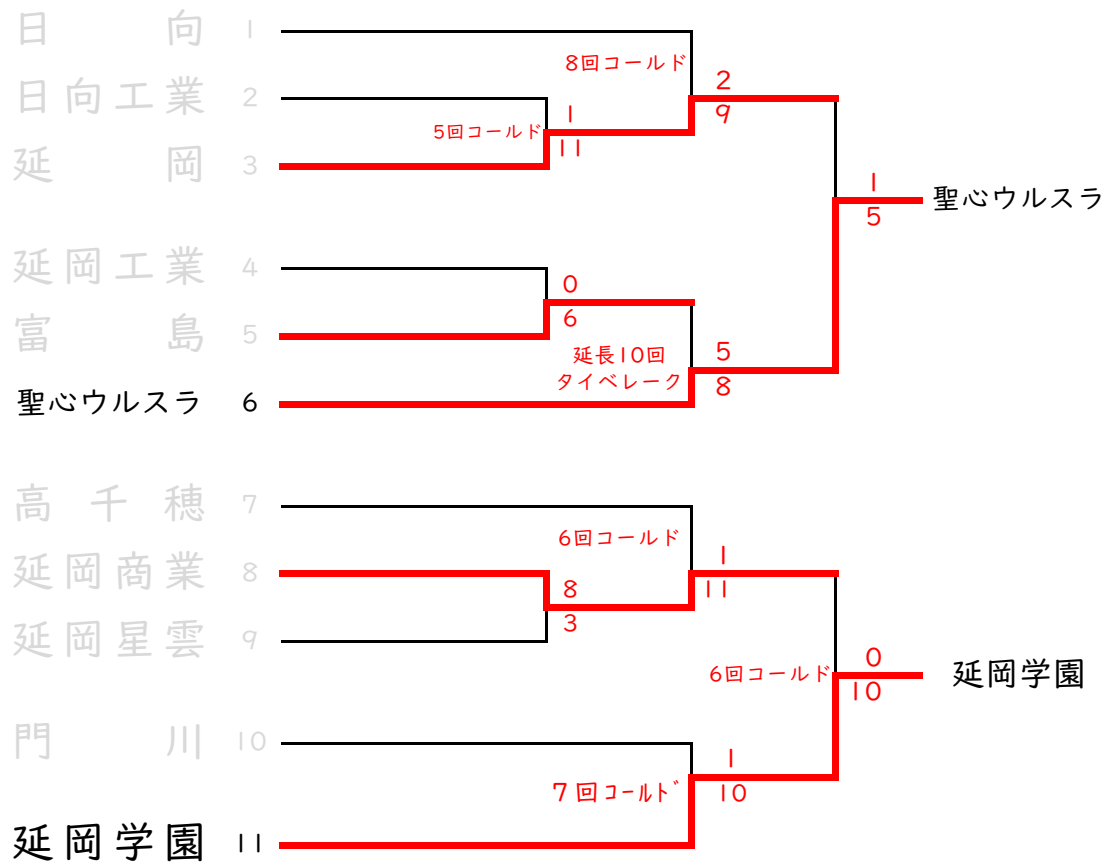 日向 1
8回コールド
2
日向工業 2
9
1
5回コールド
11
延岡 3
1
聖心ウルスラ
5
延岡工業 4
0
富島 5
6
延長10回
5
タイベレーク
8
聖心ウルスラ 6
高千穂 7
6回コールド
1
延岡商業 8
8
11
3
延岡星雲 9
0
6回コールド
延岡学園
10
門川 10
1
7回コールド
10
延岡学園 11